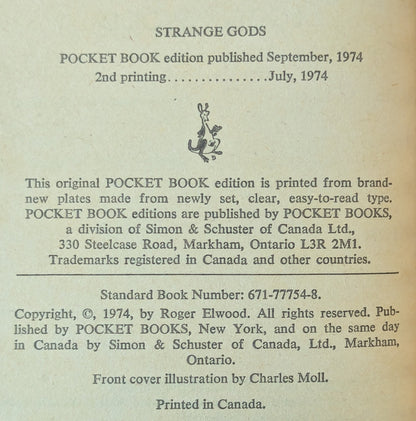 STRANGE GODS
POCKET BOOK edition published September, 1974
2nd printing...............July, 1974
This original POCKET BOOK edition is printed from brand-
new plates made from newly set, clear, easy-to-read type.
POCKET BOOK editions are published by POCKET BOOKS,
a division of Simon & Schuster of Canada Ltd.,
330 Steelcase Road, Markham, Ontario L3R 2M1.
Trademarks registered in Canada and other countries.
Standard Book Number: 671-77754-8.
Copyright, ©, 1974, by Roger Elwood. All rights reserved. Pub-
lished by POCKET BOOKS, New York, and on the same day
in Canada by Simon & Schuster of Canada, Ltd., Markham,
Ontario.
Front cover illustration by Charles Moll.
Printed in Canada.